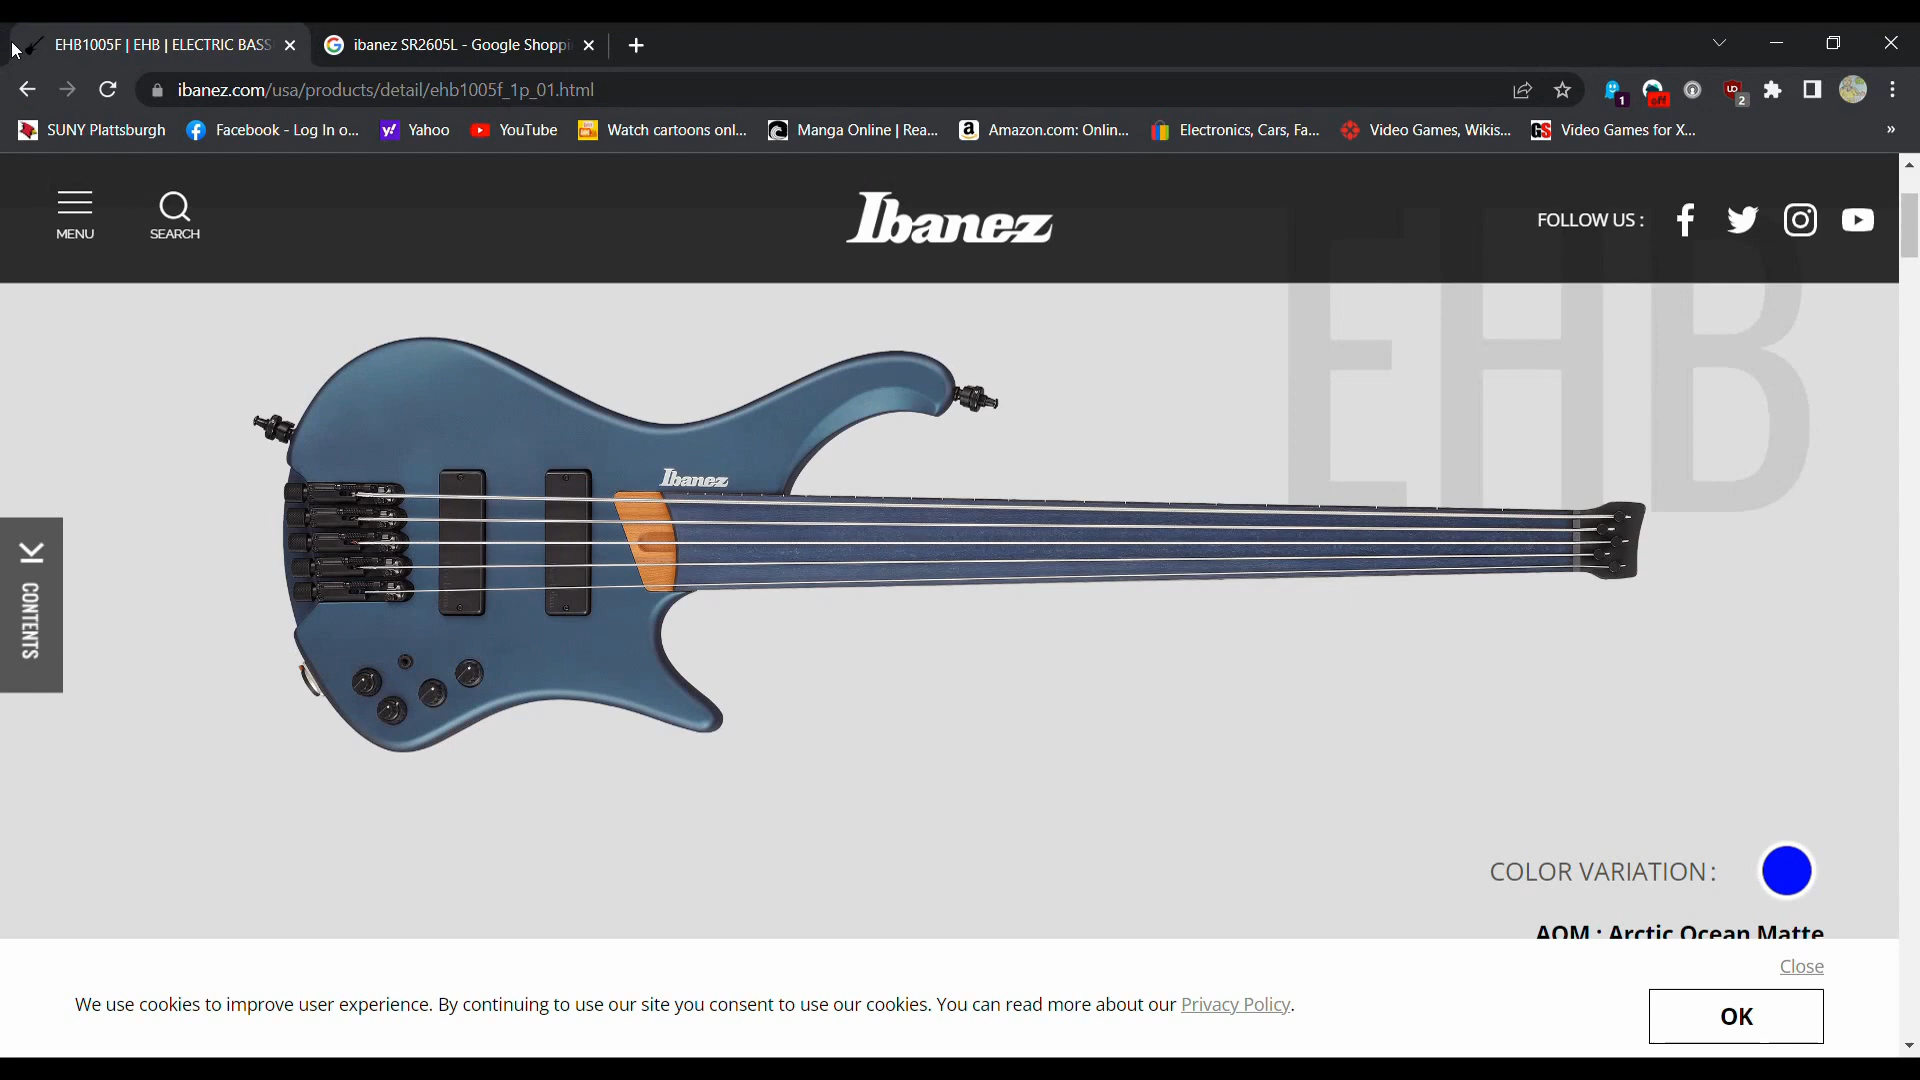 EHB1005F | EHB | ELECTRIC BASS
ibanez SR2605L - Google Shoppi
ibanez.com/usa/products/detail/ehb1005f_1p_01.html
1
off
2
SUNY Plattsburgh
Facebook - Log In o...
Yahoo
YouTube
Watch cartoons onl...
Manga Online | Rea...
Amazon.com: Onlin...
Electronics, Cars, Fa...
Video Games, Wikis...
Video Games for X...
MENU
SEARCH
Ibanez
FOLLOW US :
EHB
Ibanez
CONTENTS
COLOR VARIATION :
AOM : Arctic Ocean Matte
Close
We use cookies to improve user experience. By continuing to use our site you consent to use our cookies. You can read more about our Privacy Policy.
OK